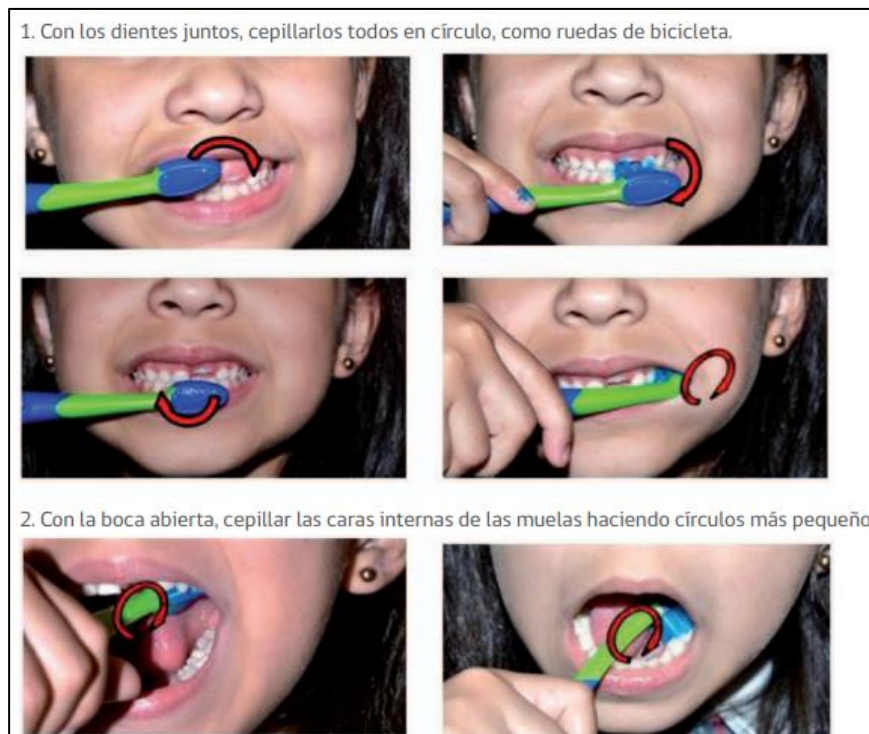 1. Con los dientes juntos, cepillarlos todos en círculo, como ruedas de bicicleta.
2. Con la boca abierta, cepillar las caras internas de las muelas haciendo círculos más pequeño